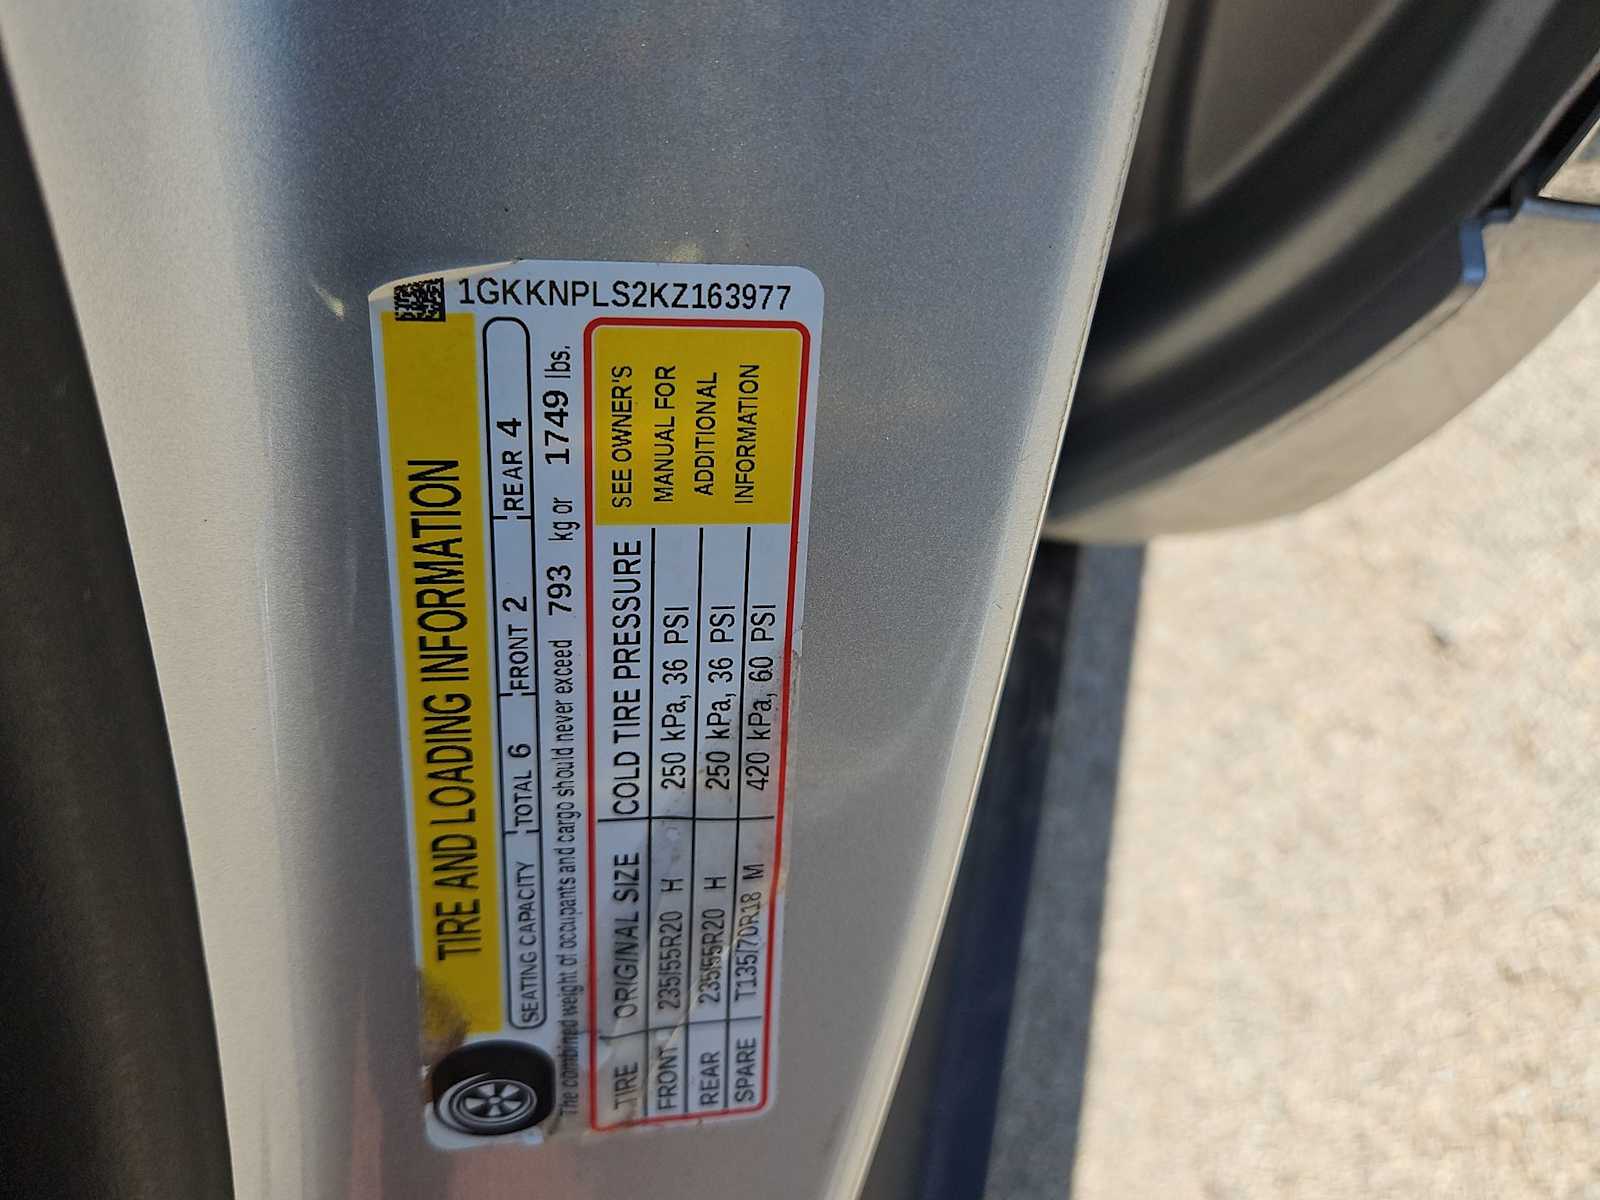 1GKKNPLS2KZ163977
TIRE AND LOADING INFORMATION
SEATING CAPACITY TOTAL 6 FRONT 2 REAR 4
The combined weight of occupants and cargo should never exceed 793 kg or 1749 lbs.
TIRE ORIGINAL SIZE COLD TIRE PRESSURE
FRONT 235/55R20 H 250 kPa, 36 PSI
REAR 235/55R20 H 250 kPa, 36 PSI
SPARE T135/70R18 M 420 kPa, 60 PSI
SEE OWNER'S
MANUAL FOR
ADDITIONAL
INFORMATION